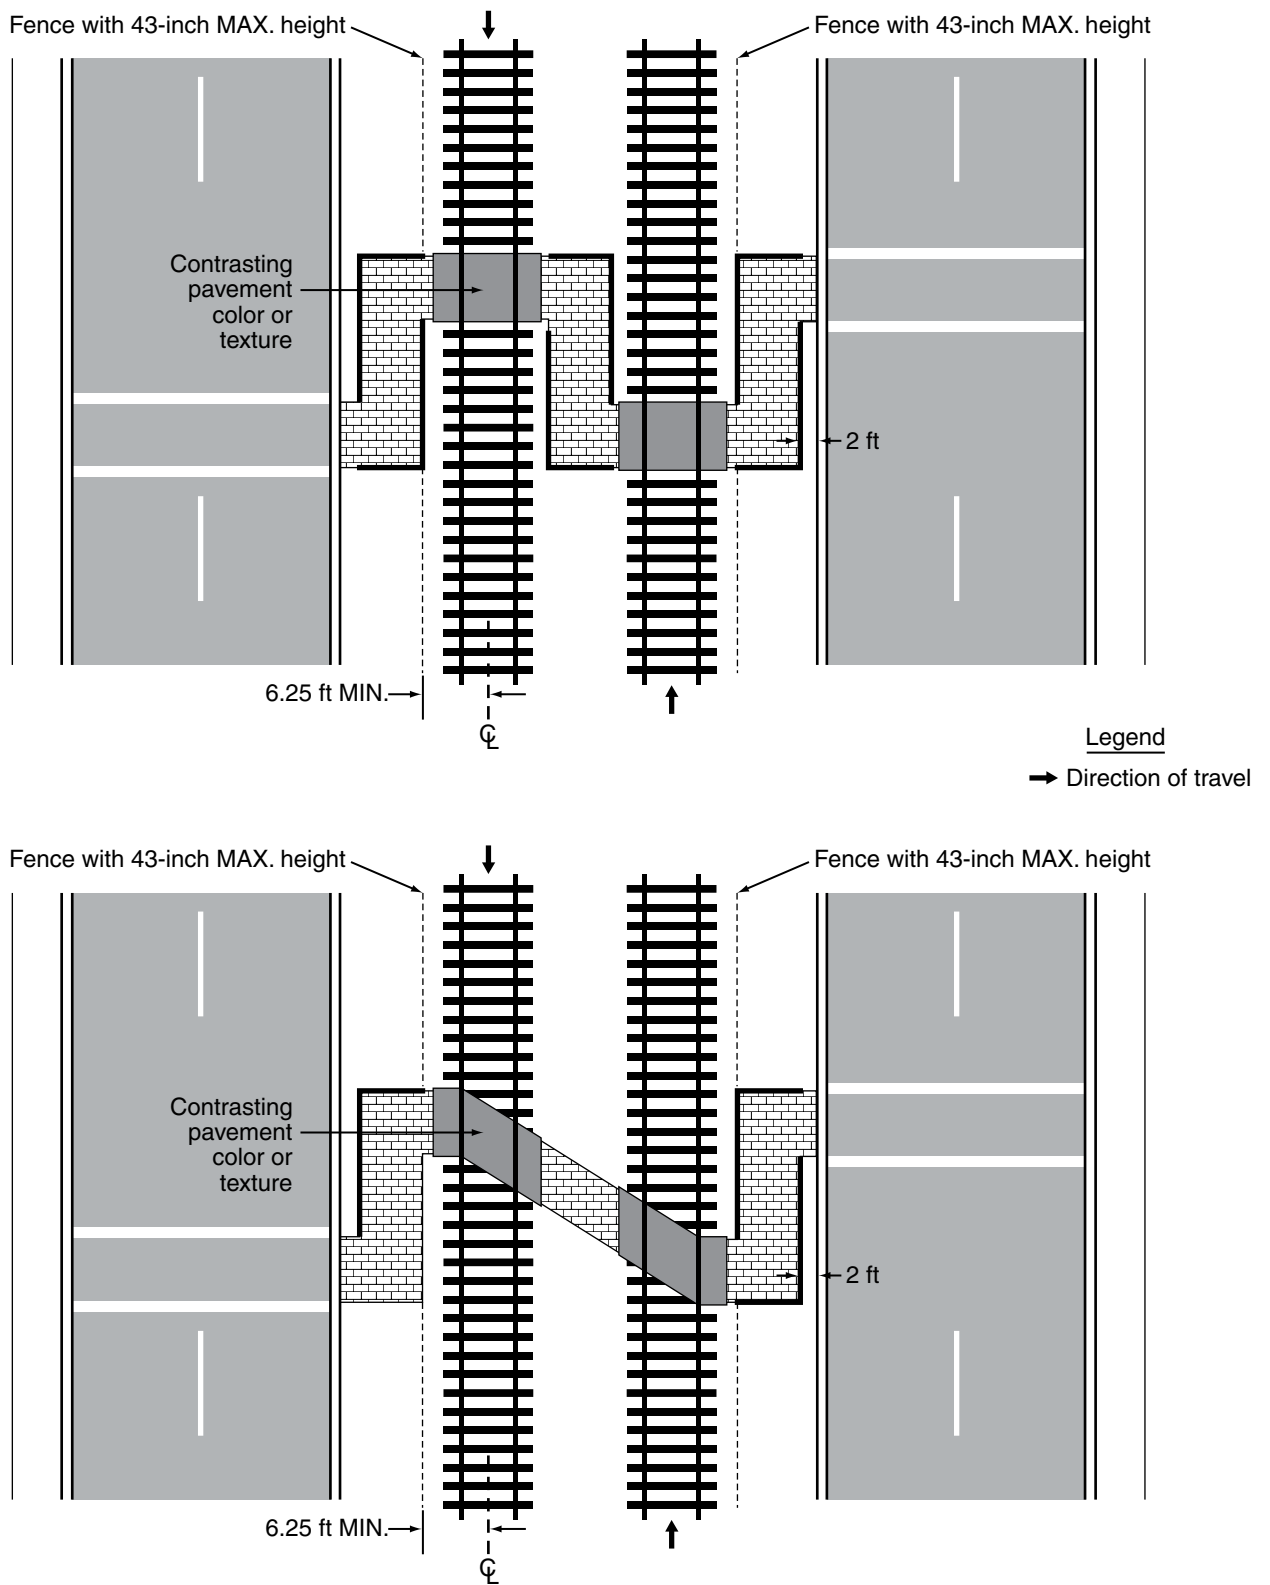 Fence with 43-inch MAX. height
Fence with 43-inch MAX. height
Contrasting
pavement
color or
texture
2 ft
6.25 ft MIN.
℄
Legend
Direction of travel
Fence with 43-inch MAX. height
Fence with 43-inch MAX. height
Contrasting
pavement
color or
texture
2 ft
6.25 ft MIN.
℄